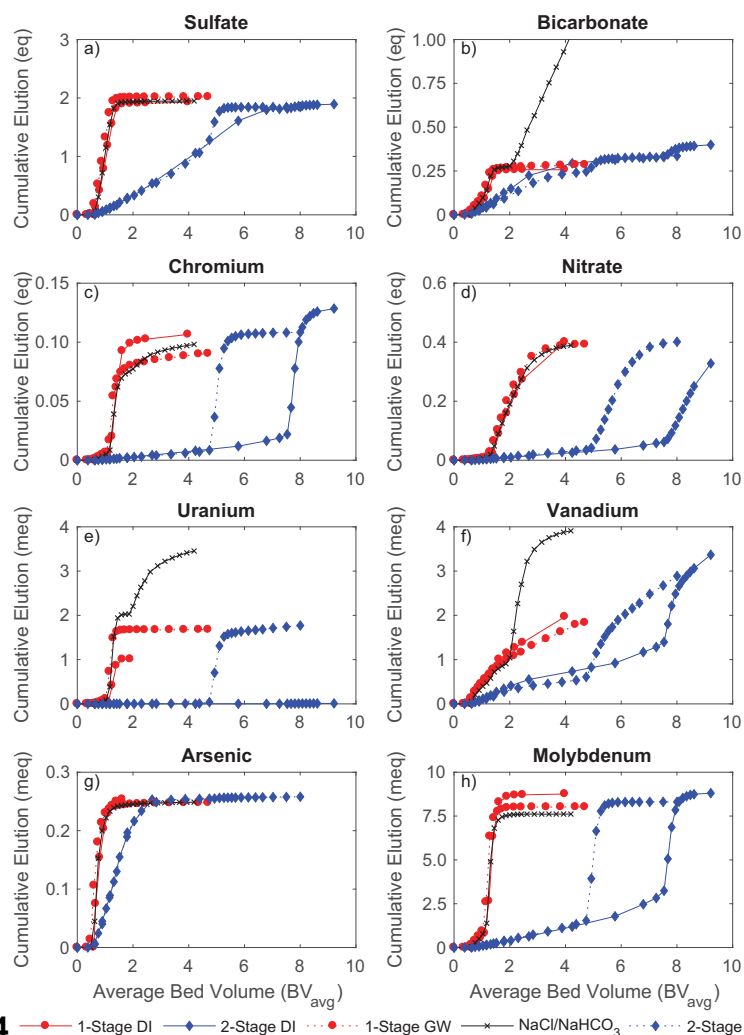 Sulfate
Bicarbonate
a)
b)
Cumulative Elution (eq)
3
2
1
0
0 2 4 6 8 10
Cumulative Elution (eq)
1.00
0.75
0.50
0.25
0
0 2 4 6 8 10
Chromium
Nitrate
c)
d)
Cumulative Elution (eq)
0.15
0.10
0.05
0
0 2 4 6 8 10
Cumulative Elution (eq)
0.6
0.4
0.2
0
0 2 4 6 8 10
Uranium
Vanadium
e)
f)
Cumulative Elution (meq)
4
3
2
1
0
0 2 4 6 8 10
Cumulative Elution (meq)
4
3
2
1
0
0 2 4 6 8 10
Arsenic
Molybdenum
g)
h)
Cumulative Elution (meq)
0.3
0.2
0.1
0
0 2 4 6 8 10
Average Bed Volume (BVavg)
Cumulative Elution (meq)
10
7.5
5.0
2.5
0
0 2 4 6 8 10
Average Bed Volume (BVavg)
1-Stage DI 2-Stage DI 1-Stage GW NaCl/NaHCO3 2-Stage